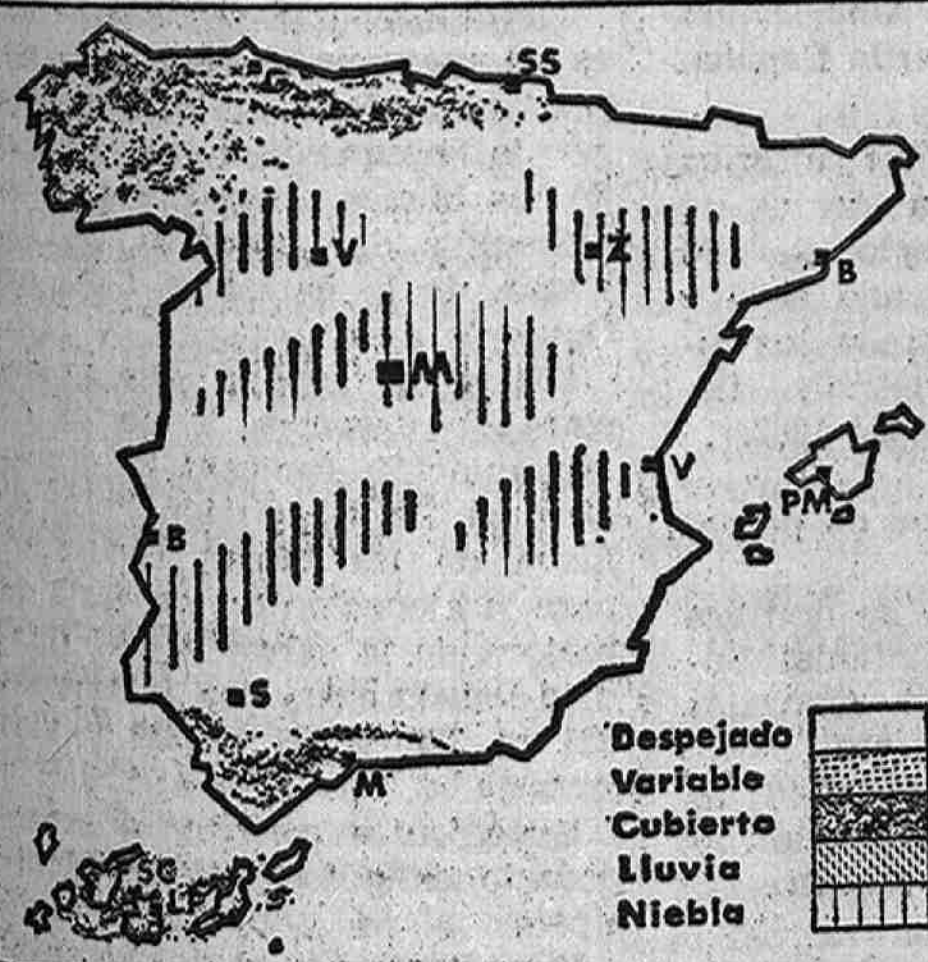 SS
G
V
Z
B
M
V
PM
B
S
M
SC
LP
Despejado
Variable
Cubierto
Lluvia
Niebla